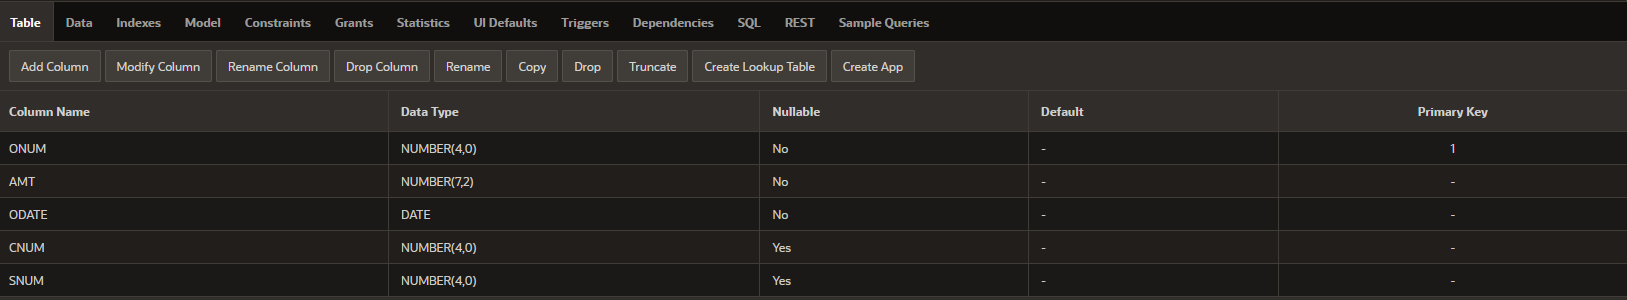 Table Data Indexes Model Constraints Grants Statistics UI Defaults Triggers Dependencies SQL REST Sample Queries
Add Column Modify Column Rename Column Drop Column Rename Copy Drop Truncate Create Lookup Table Create App
Column Name Data Type Nullable Default Primary Key
ONUM NUMBER(4,0) No - 1
AMT NUMBER(7,2) No - -
ODATE DATE No - -
CNUM NUMBER(4,0) Yes - -
SNUM NUMBER(4,0) Yes - -